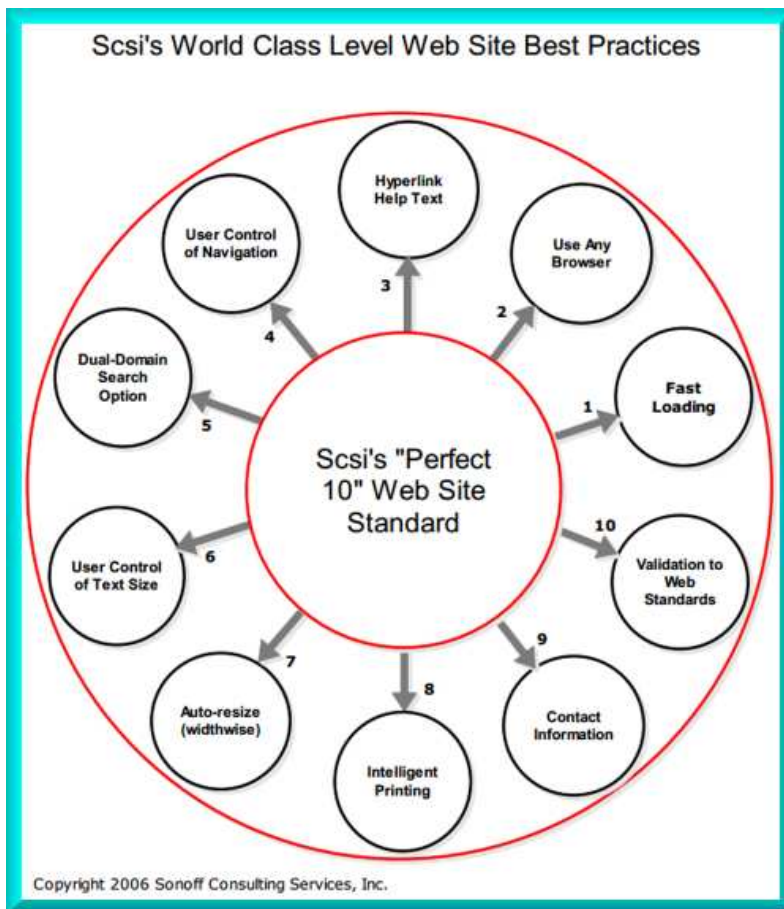 Scsi's World Class Level Web Site Best Practices
Scsi's "Perfect
10" Web Site
Standard
1
Fast
Loading
2
Use Any
Browser
3
Hyperlink
Help Text
4
User Control
of Navigation
5
Dual-Domain
Search
Option
6
User Control
of Text Size
7
Auto-resize
(widthwise)
8
Intelligent
Printing
9
Contact
Information
10
Validation to
Web
Standards
Copyright 2006 Sonoff Consulting Services, Inc.